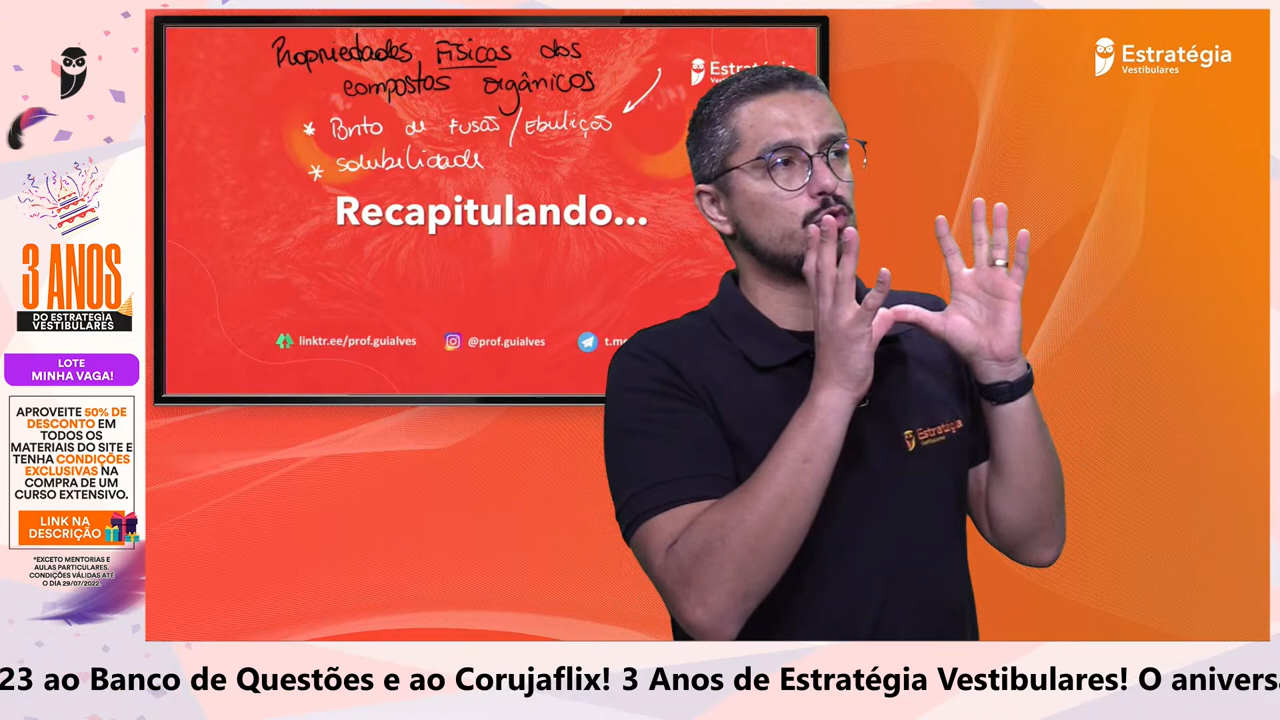 Propriedades Físicas dos
compostos orgânicos
* Ponto de Fusão / Ebulição
* solubilidade
Recapitulando...
linktr.ee/prof.guialves
@prof.guialves
Estratégia
Vestibulares
Estratégia
Vestibulares
3 ANOS
DO ESTRATÉGIA
VESTIBULARES
LOTE
MINHA VAGA!
APROVEITE 50% DE
DESCONTO EM
TODOS OS
MATERIAIS DO SITE E
TENHA CONDIÇÕES
EXCLUSIVAS NA
COMPRA DE UM
CURSO EXTENSIVO.
LINK NA
DESCRIÇÃO
*EXCETO MENTORIAS E
AULAS PARTICULARES.
CONDIÇÕES VÁLIDAS ATÉ
O DIA 29/07/2022.
23 ao Banco de Questões e ao Corujaflix! 3 Anos de Estratégia Vestibulares! O anivers